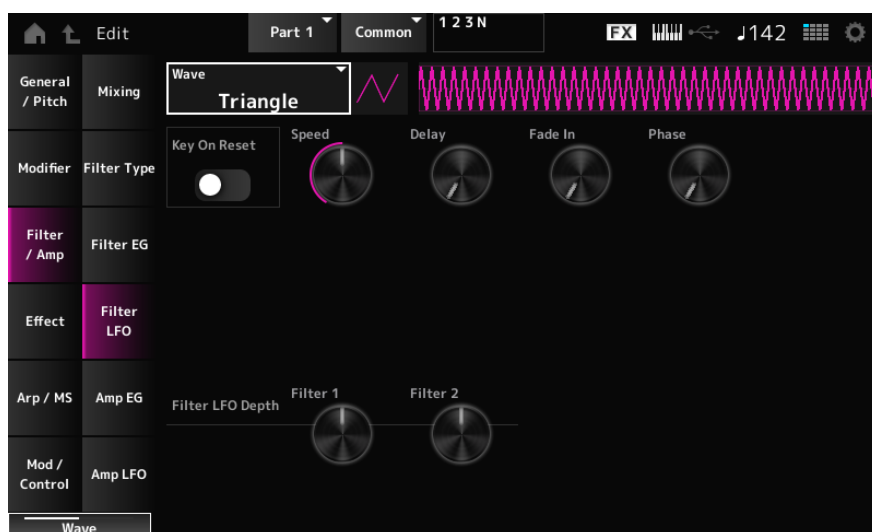 Edit
Part 1
Common
1 2 3 N
FX
♩142
General
/ Pitch
Mixing
Wave
Triangle
Key On Reset
Speed
Delay
Fade In
Phase
Modifier
Filter Type
Filter
/ Amp
Filter EG
Effect
Filter
LFO
Arp / MS
Amp EG
Filter LFO Depth
Filter 1
Filter 2
Mod /
Control
Amp LFO
Wave